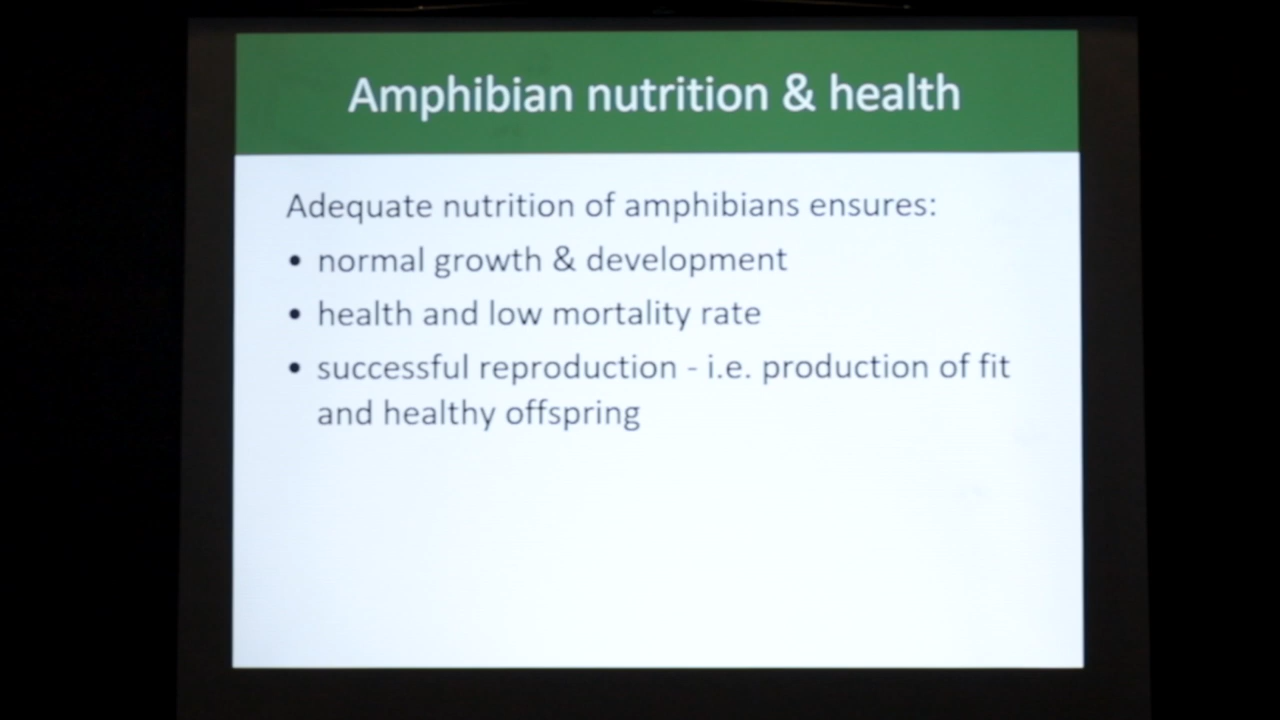 Amphibian nutrition & health
Adequate nutrition of amphibians ensures:
• normal growth & development
• health and low mortality rate
• successful reproduction - i.e. production of fit
and healthy offspring